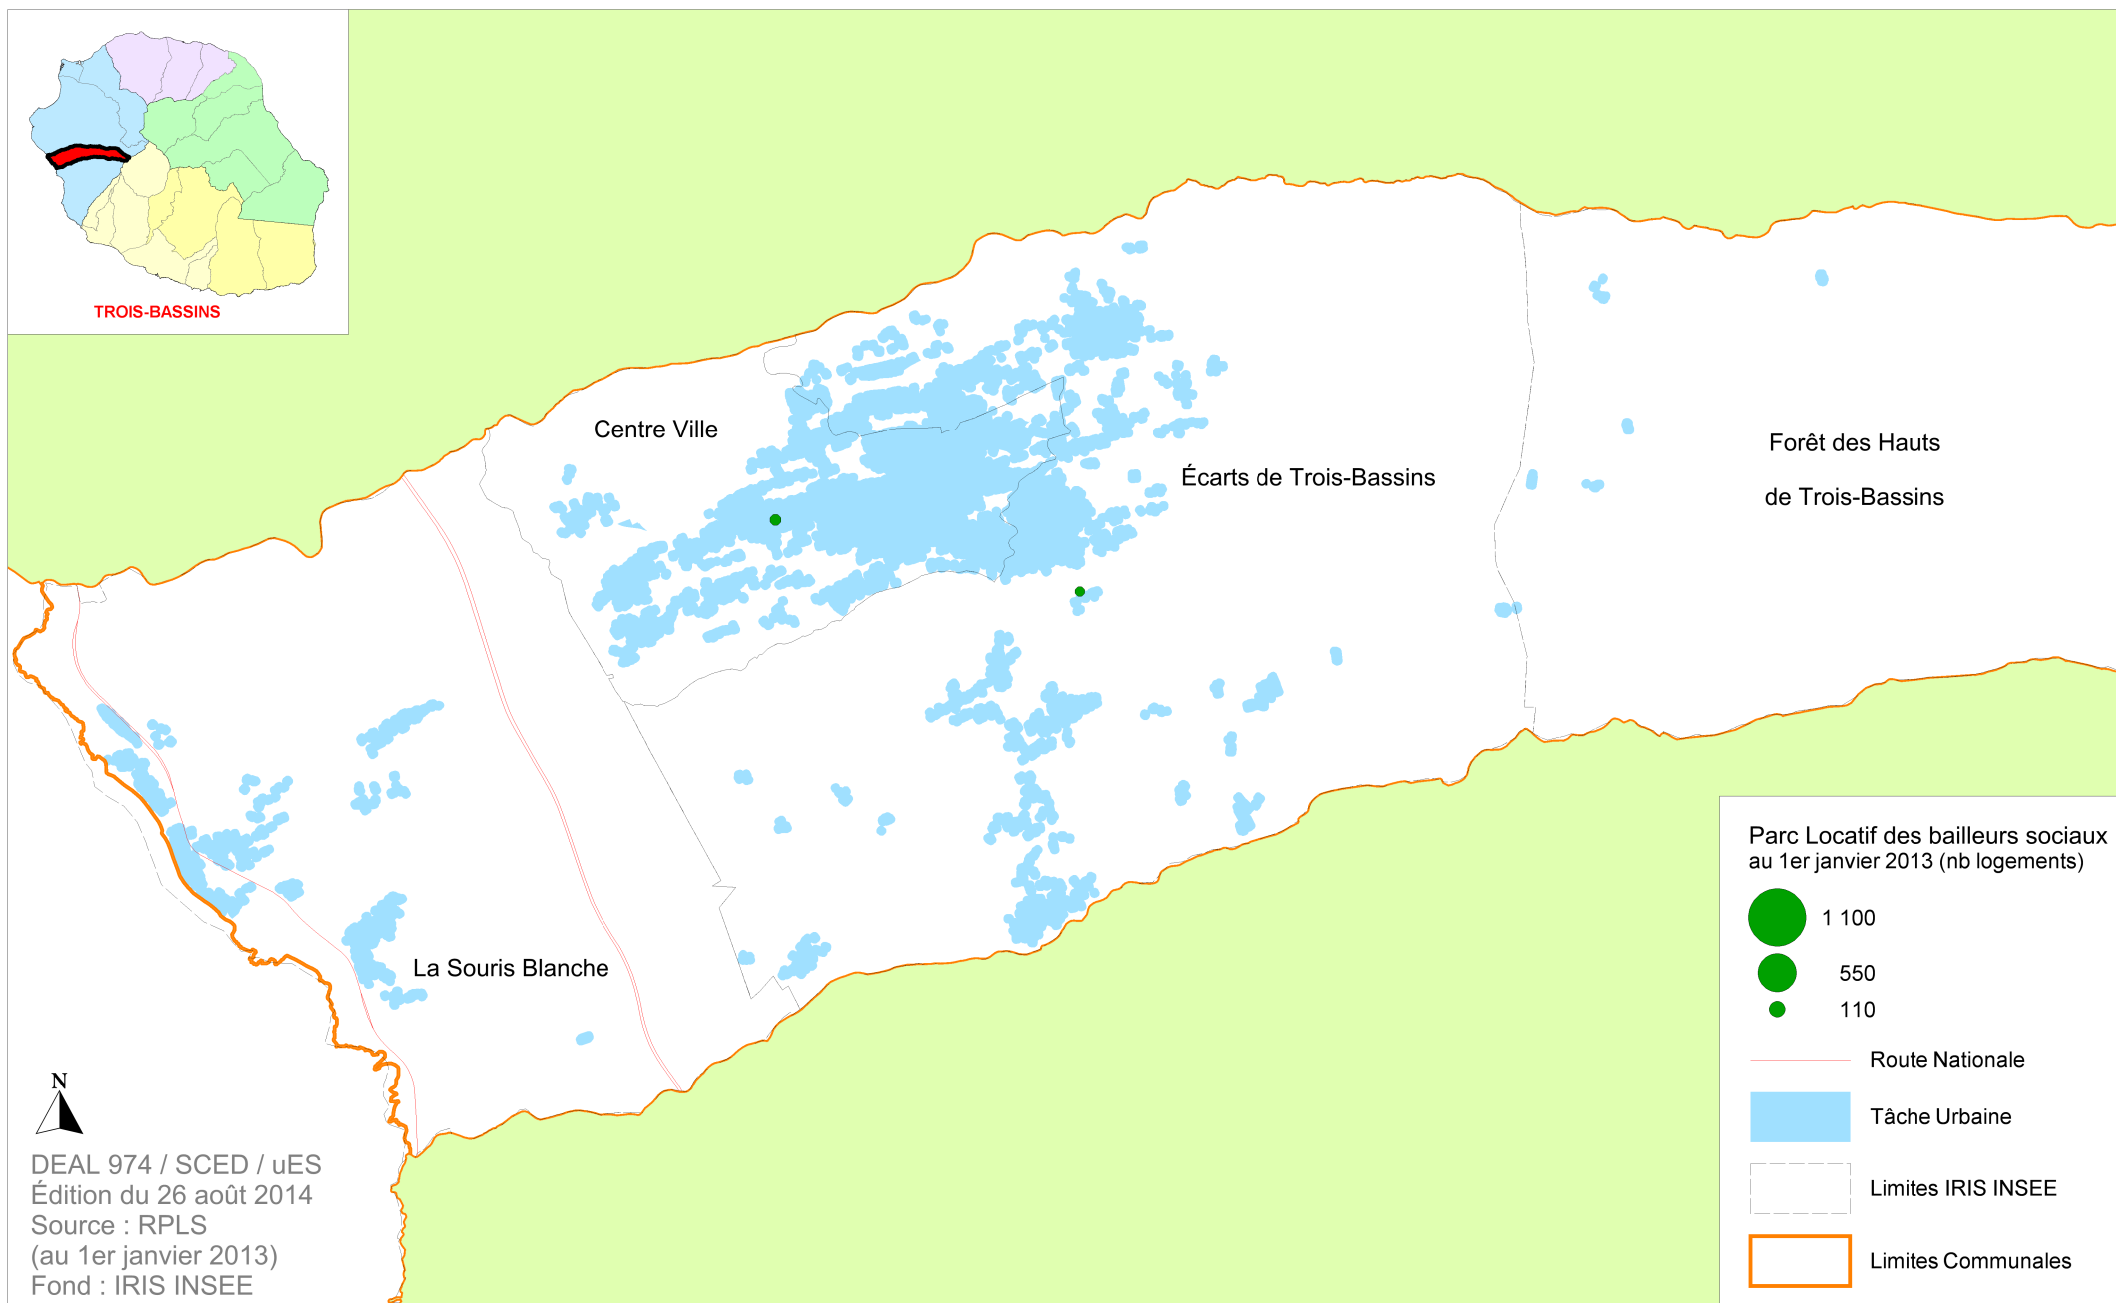 TROIS-BASSINS
Centre Ville
Écarts de Trois-Bassins
Forêt des Hauts
de Trois-Bassins
La Souris Blanche
N
DEAL 974 / SCED / uES
Édition du 26 août 2014
Source : RPLS
(au 1er janvier 2013)
Fond : IRIS INSEE
Parc Locatif des bailleurs sociaux
au 1er janvier 2013 (nb logements)
1 100
550
110
Route Nationale
Tâche Urbaine
Limites IRIS INSEE
Limites Communales